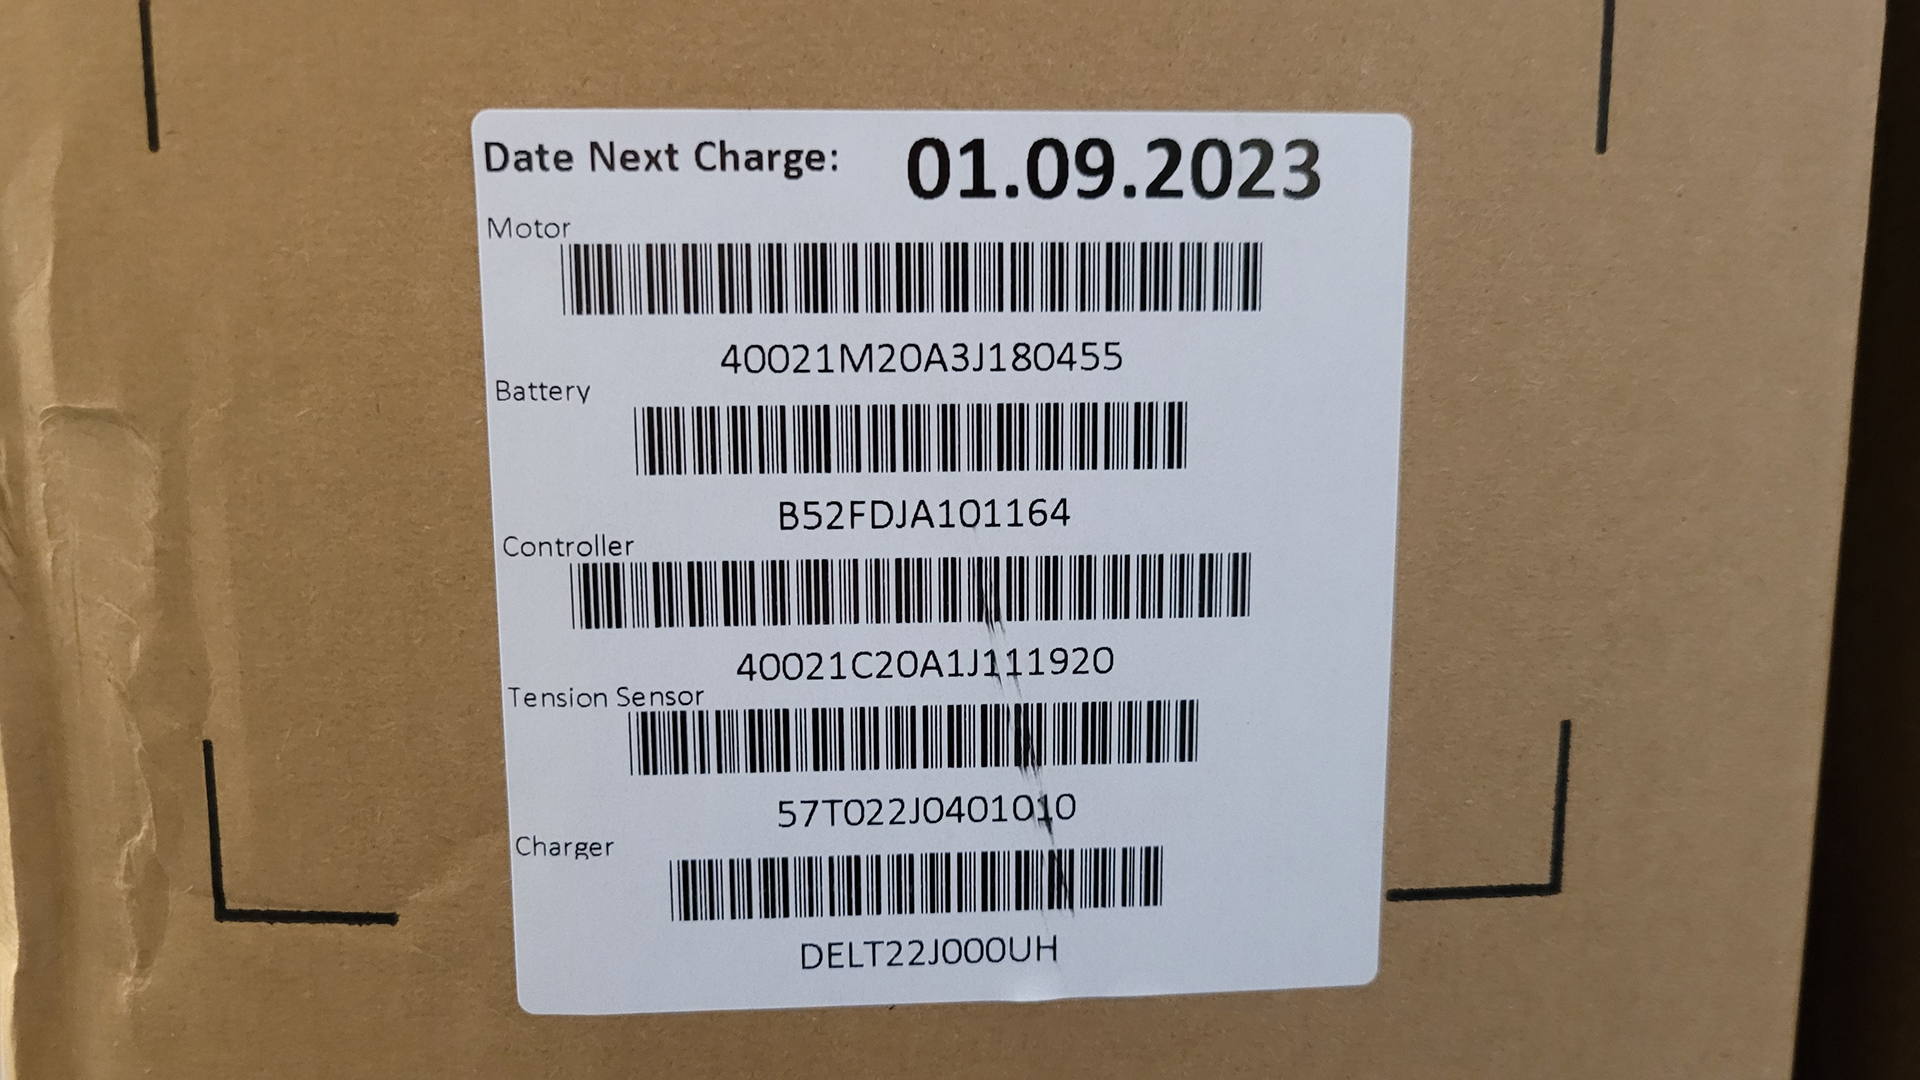 Date Next Charge: 01.09.2023
Motor
40021M20A3J180455
Battery
B52FDJA101164
Controller
40021C20A1J111920
Tension Sensor
57T022J0401010
Charger
DELT22J000UH